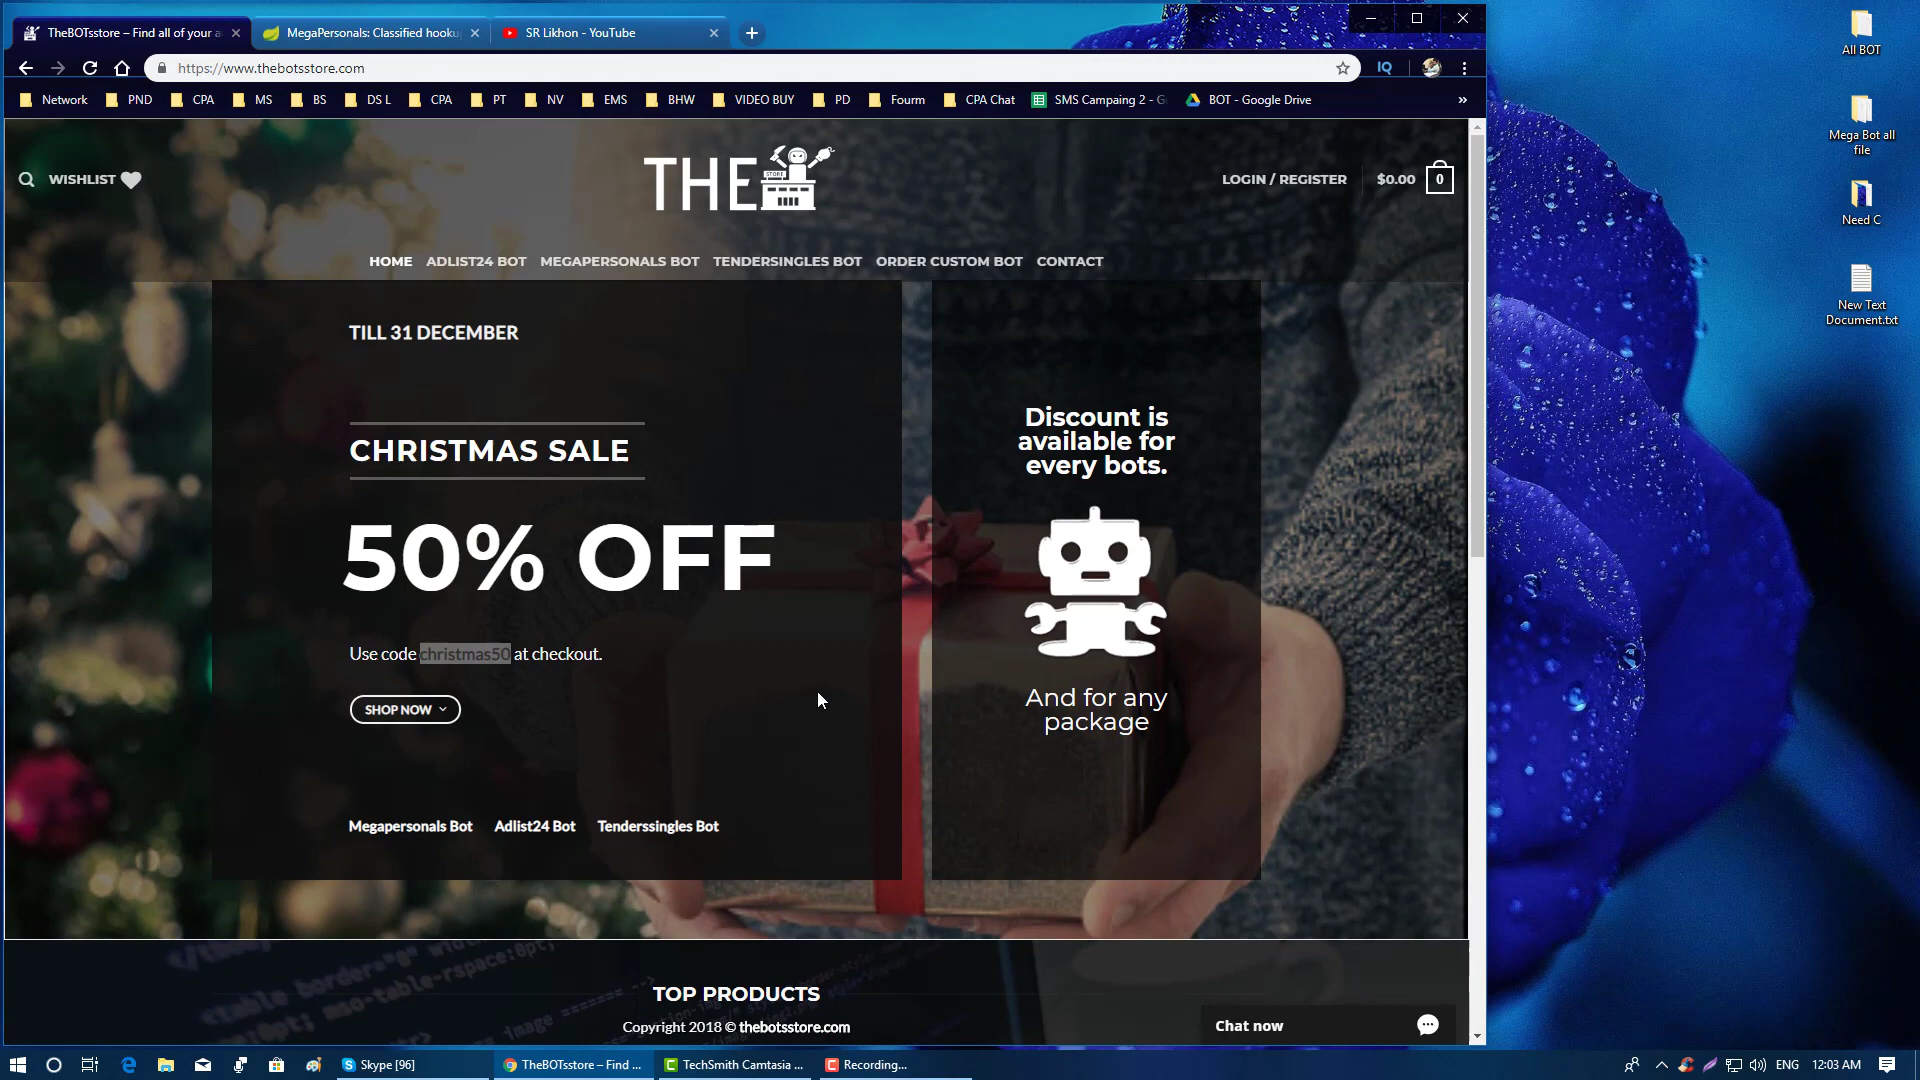 TheBOTsstore – Find all of your a
MegaPersonals: Classified hooku
SR Likhon - YouTube
https://www.thebotsstore.com
IQ
Network
PND
CPA
MS
BS
DS L
CPA
PT
NV
EMS
BHW
VIDEO BUY
PD
Fourm
CPA Chat
SMS Campaing 2 - G
BOT - Google Drive
»
WISHLIST
THE
STORE
LOGIN / REGISTER
$0.00
0
HOME
ADLIST24 BOT
MEGAPERSONALS BOT
TENDERSINGLES BOT
ORDER CUSTOM BOT
CONTACT
TILL 31 DECEMBER
CHRISTMAS SALE
50% OFF
Use code christmas50 at checkout.
SHOP NOW
Megapersonals Bot
Adlist24 Bot
Tenderssingles Bot
Discount is
available for
every bots.
And for any
package
TOP PRODUCTS
Copyright 2018 © thebotsstore.com
Chat now
All BOT
Mega Bot all
file
Need C
New Text
Document.txt
Skype [96]
TheBOTsstore – Find ...
TechSmith Camtasia ...
Recording...
ENG
12:03 AM